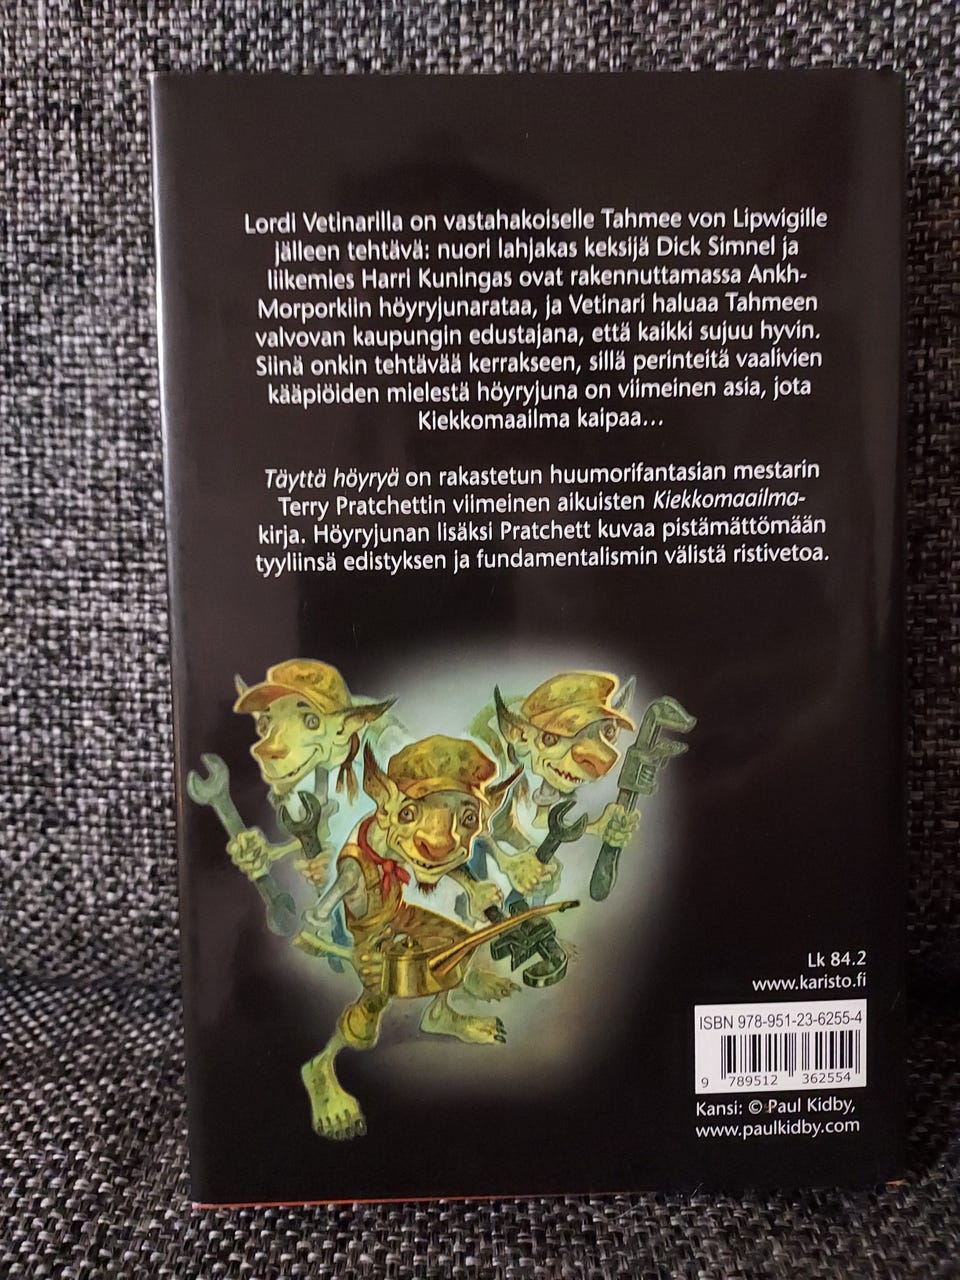 Lordi Vetinarilla on vastahakoiselle Tahmee von Lipwigille
jälleen tehtävä: nuori lahjakas keksijä Dick Simnel ja
liikemies Harri Kuningas ovat rakennuttamassa Ankh-
Morporkiin höyryjunarataa, ja Vetinari haluaa Tahmeen
valvovan kaupungin edustajana, että kaikki sujuu hyvin.
Siinä onkin tehtävää kerrakseen, sillä perinteitä vaalivien
kääpiöiden mielestä höyryjuna on viimeinen asia, jota
Kiekkomaailma kaipaa...
Täyttä höyryä on rakastetun huumorifantasian mestarin
Terry Pratchettin viimeinen aikuisten Kiekkomaailma-
kirja. Höyryjunan lisäksi Pratchett kuvaa pistämättömään
tyyliinsä edistyksen ja fundamentalismin välistä ristivetoa.
Lk 84.2
www.karisto.fi
ISBN 978-951-23-6255-4
9 789512 362554
Kansi: © Paul Kidby,
www.paulkidby.com